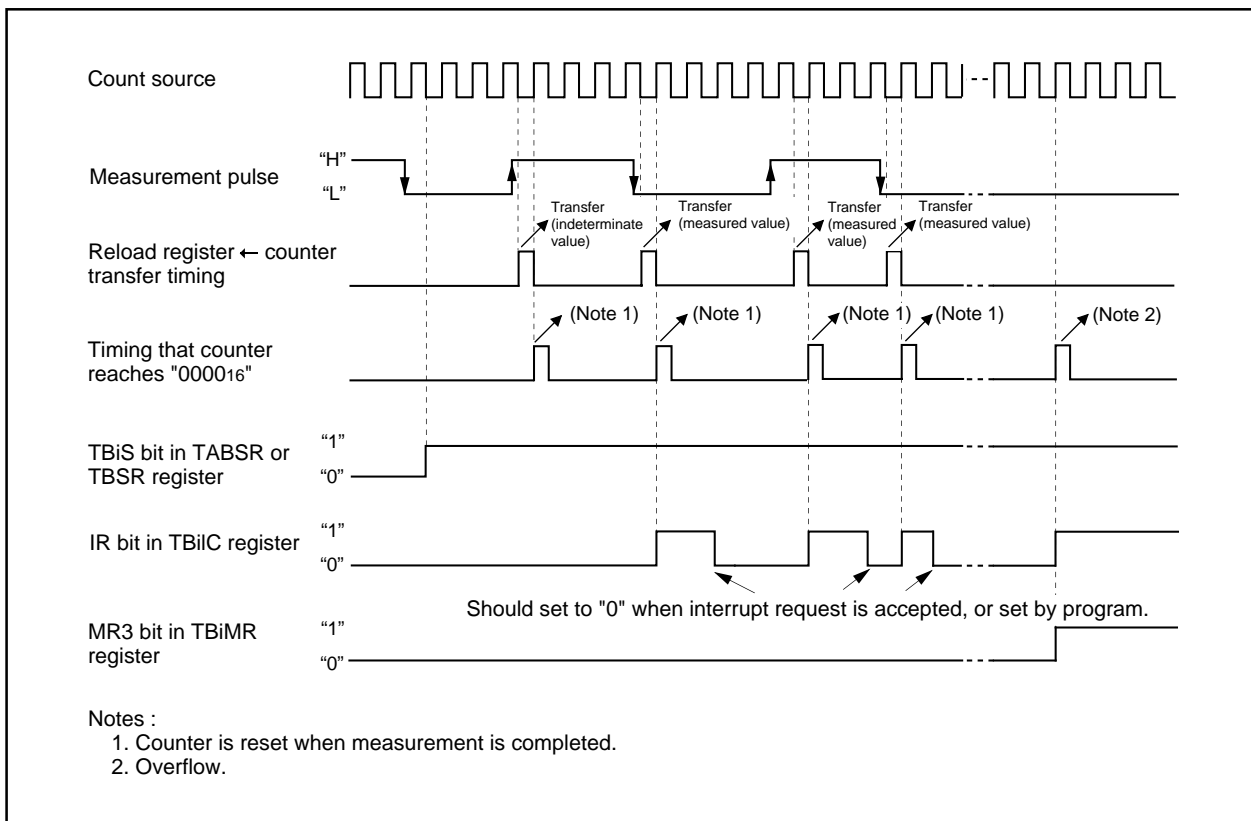 Count source
Measurement pulse
“H”
“L”
Transfer
(indeterminate
value)
Transfer
(measured value)
Transfer
(measured
value)
Transfer
(measured value)
Reload register ← counter
transfer timing
(Note 1)
(Note 1)
(Note 1)
(Note 1)
(Note 2)
Timing that counter
reaches "000016"
TBiS bit in TABSR or
TBSR register
“1”
“0”
IR bit in TBiIC register
“1”
“0”
Should set to "0" when interrupt request is accepted, or set by program.
MR3 bit in TBiMR
register
“1”
“0”
Notes :
1. Counter is reset when measurement is completed.
2. Overflow.